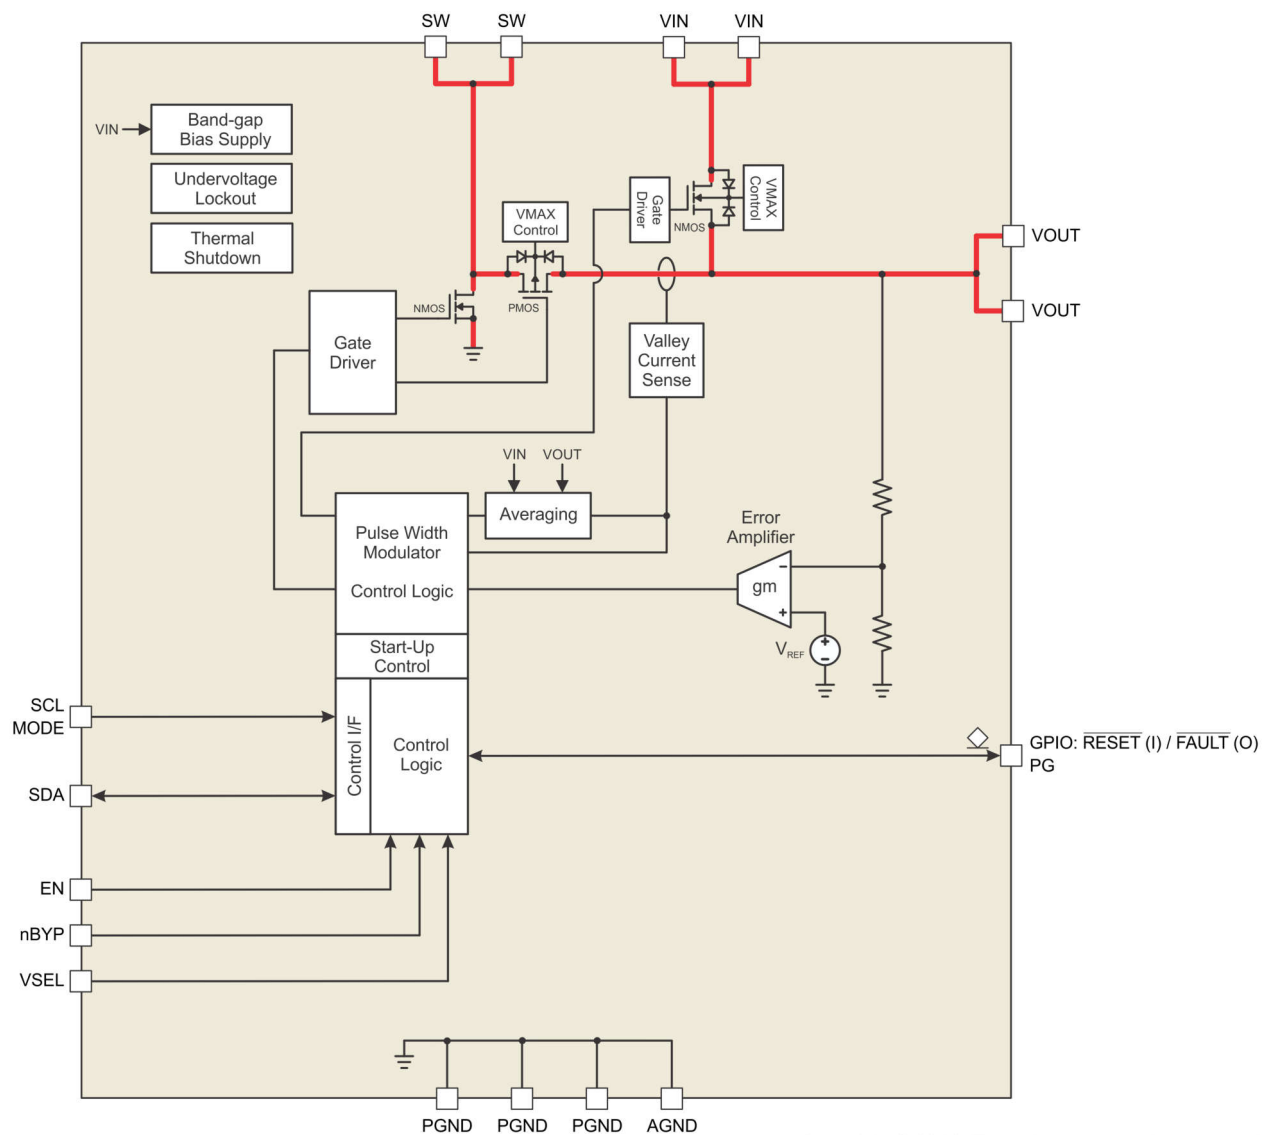 SW
SW
VIN
VIN
VIN
Band-gap
Bias Supply
Undervoltage
Lockout
Thermal
Shutdown
VMAX
Control
Gate
Driver
NMOS
VMAX
Control
VOUT
VOUT
NMOS
PMOS
Gate
Driver
Valley
Current
Sense
VIN
VOUT
Averaging
Pulse Width
Modulator
Control Logic
Error
Amplifier
gm
−
+
VREF
+
−
Start-Up
Control
Control I/F
Control
Logic
SCL
MODE
SDA
EN
nBYP
VSEL
GPIO: RESET (I) / FAULT (O)
PG
PGND
PGND
PGND
AGND